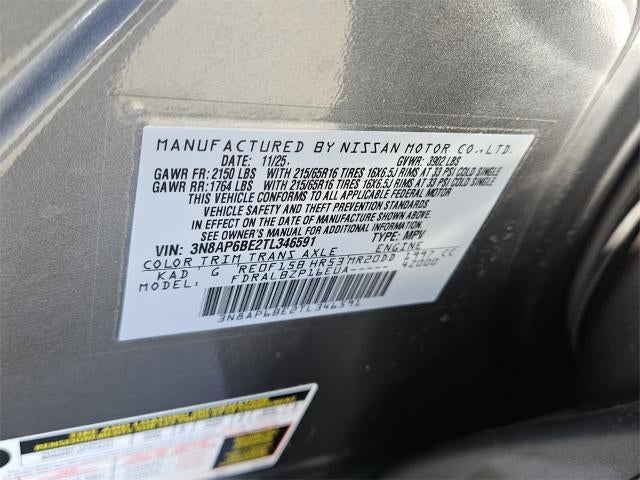 MANUFACTURED BY NISSAN MOTOR CO.,LTD.
DATE: 11/25. GVWR: 3902 LBS
GAWR FR: 2150 LBS WITH 215/65R16 TIRES 16X6.5J RIMS AT 33 PSI COLD SINGLE
GAWR RR: 1764 LBS WITH 215/65R16 TIRES 16X6.5J RIMS AT 33 PSI COLD SINGLE
THIS VEHICLE CONFORMS TO ALL APPLICABLE FEDERAL MOTOR
VEHICLE SAFETY AND THEFT PREVENTION STANDARDS
IN EFFECT ON THE DATE OF MANUFACTURE SHOWN ABOVE.
SEE OWNER'S MANUAL FOR ADDITIONAL INFORMATION
VIN: 3N8AP6BE2TL346591 TYPE: MPV
COLOR TRIM TRANS AXLE ENGINE
KAD G RE0F15B HR53 MR20DD 1997 CC
MODEL: FDRALBZP16EUA----- 42000
3N8AP6BE2TL346591